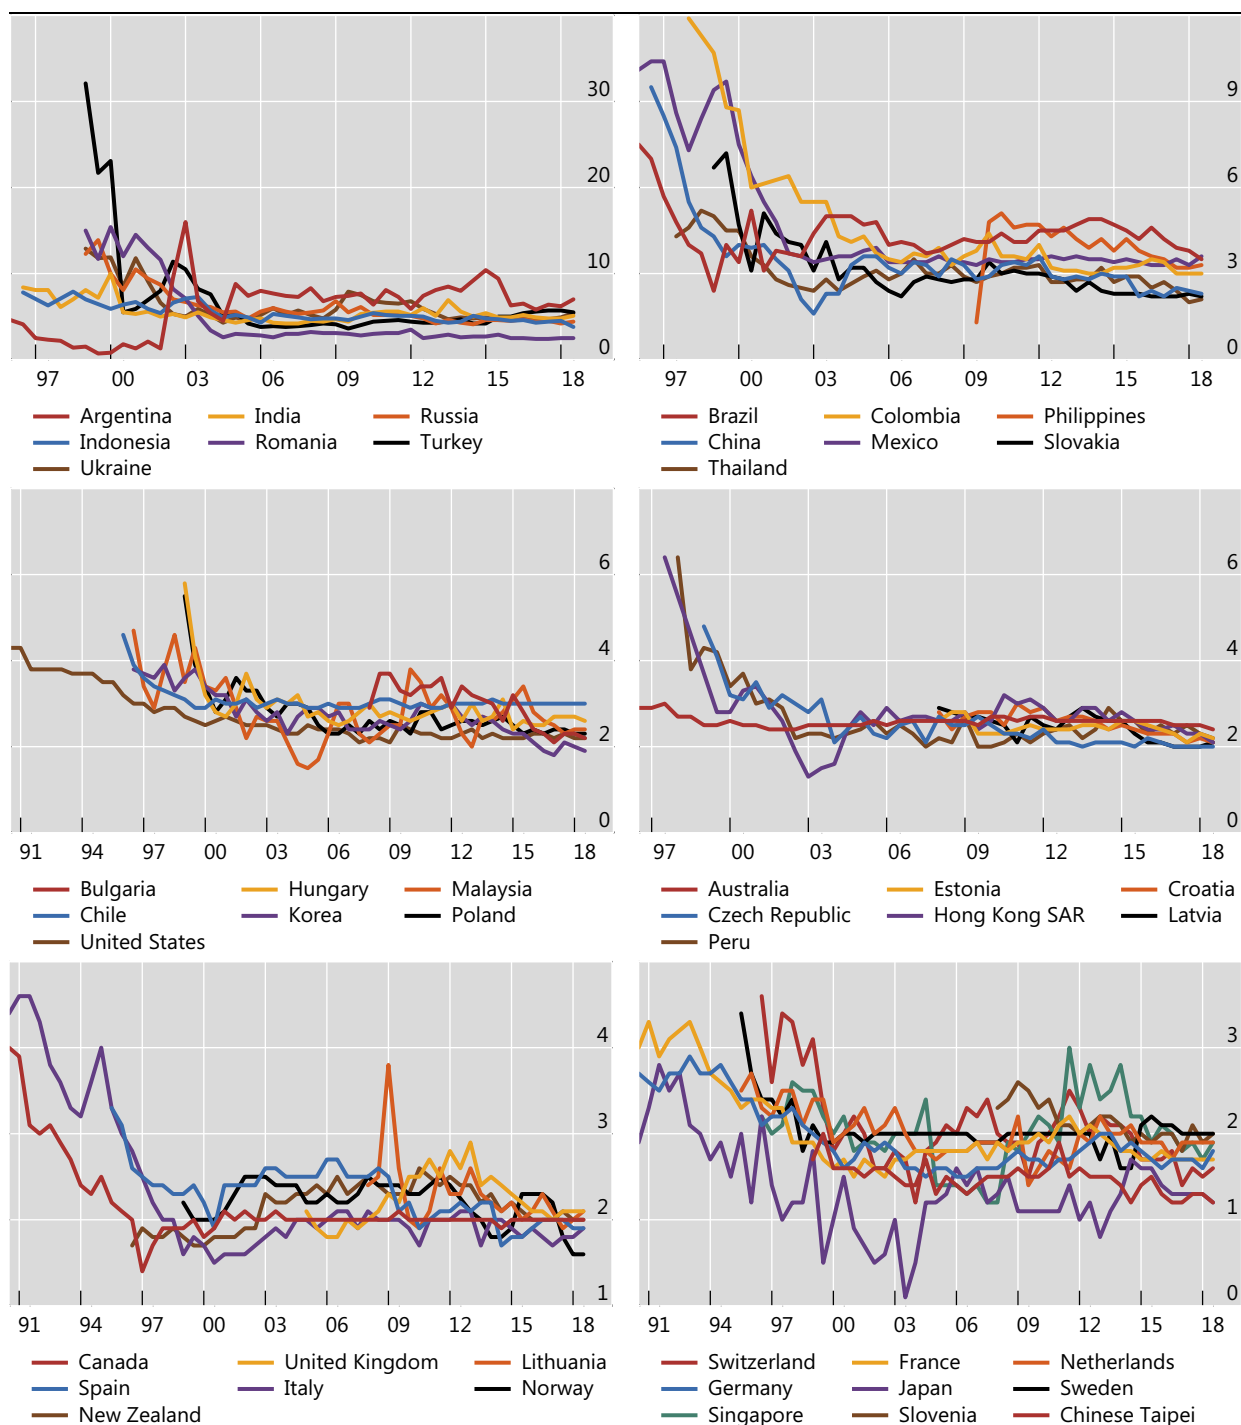 30
20
10
0
97 00 03 06 09 12 15 18
Argentina India Russia
Indonesia Romania Turkey
Ukraine
9
6
3
0
97 00 03 06 09 12 15 18
Brazil Colombia Philippines
China Mexico Slovakia
Thailand
6
4
2
0
91 94 97 00 03 06 09 12 15 18
Bulgaria Hungary Malaysia
Chile Korea Poland
United States
6
4
2
0
97 00 03 06 09 12 15 18
Australia Estonia Croatia
Czech Republic Hong Kong SAR Latvia
Peru
4
3
2
1
91 94 97 00 03 06 09 12 15 18
Canada United Kingdom Lithuania
Spain Italy Norway
New Zealand
3
2
1
0
91 94 97 00 03 06 09 12 15 18
Switzerland France Netherlands
Germany Japan Sweden
Singapore Slovenia Chinese Taipei